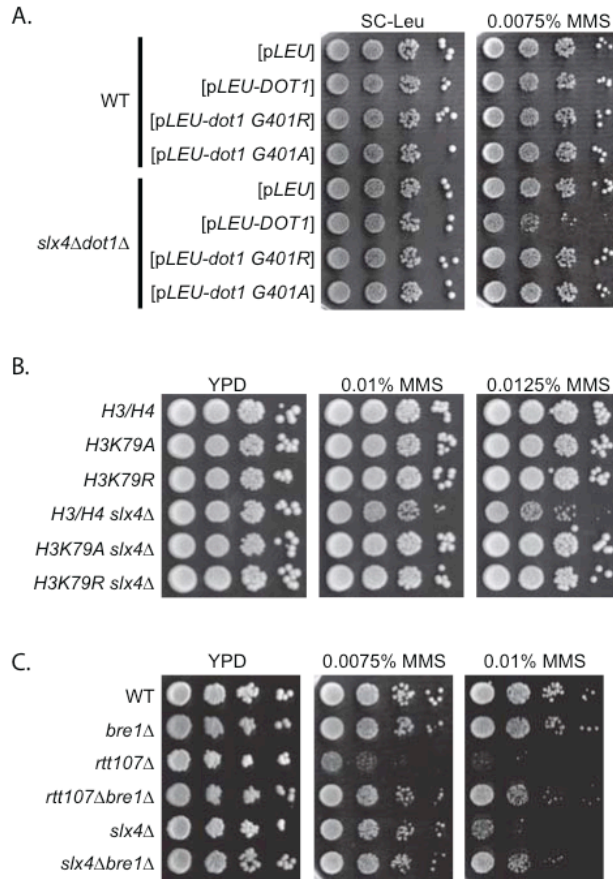 A.
SC-Leu 0.0075% MMS
WT
[pLEU]
[pLEU-DOT1]
[pLEU-dot1 G401R]
[pLEU-dot1 G401A]
slx4Δdot1Δ
[pLEU]
[pLEU-DOT1]
[pLEU-dot1 G401R]
[pLEU-dot1 G401A]
B.
YPD 0.01% MMS 0.0125% MMS
H3/H4
H3K79A
H3K79R
H3/H4 slx4Δ
H3K79A slx4Δ
H3K79R slx4Δ
C.
YPD 0.0075% MMS 0.01% MMS
WT
bre1Δ
rtt107Δ
rtt107Δbre1Δ
slx4Δ
slx4Δbre1Δ